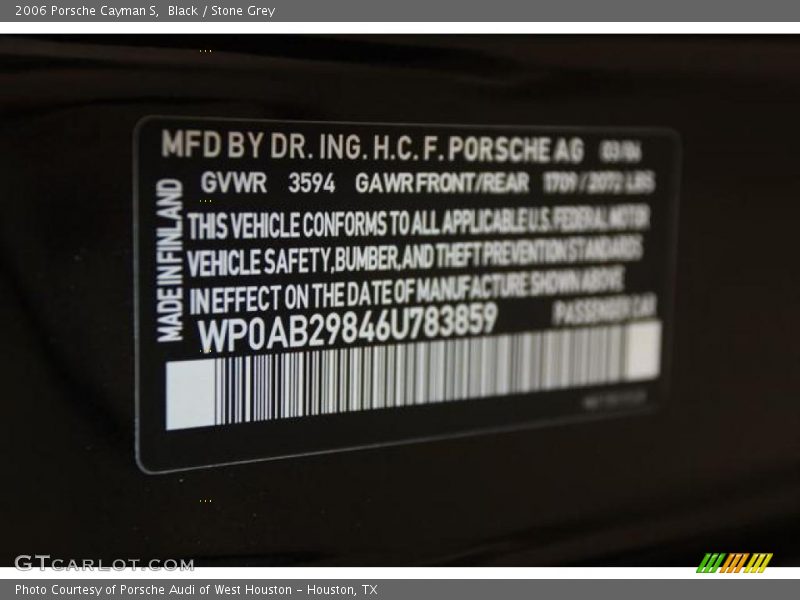 2006 Porsche Cayman S, Black / Stone Grey
MFD BY DR. ING. H.C. F. PORSCHE AG 03/06
GVWR 3594 GAWR FRONT/REAR 1709 / 2072 LBS
MADE IN FINLAND
THIS VEHICLE CONFORMS TO ALL APPLICABLE U.S. FEDERAL MOTOR
VEHICLE SAFETY,BUMBER,AND THEFT PREVENTION STANDARDS
IN EFFECT ON THE DATE OF MANUFACTURE SHOWN ABOVE
WP0AB29846U783859 PASSENGER CAR
GTCARLOT.COM
Photo Courtesy of Porsche Audi of West Houston - Houston, TX